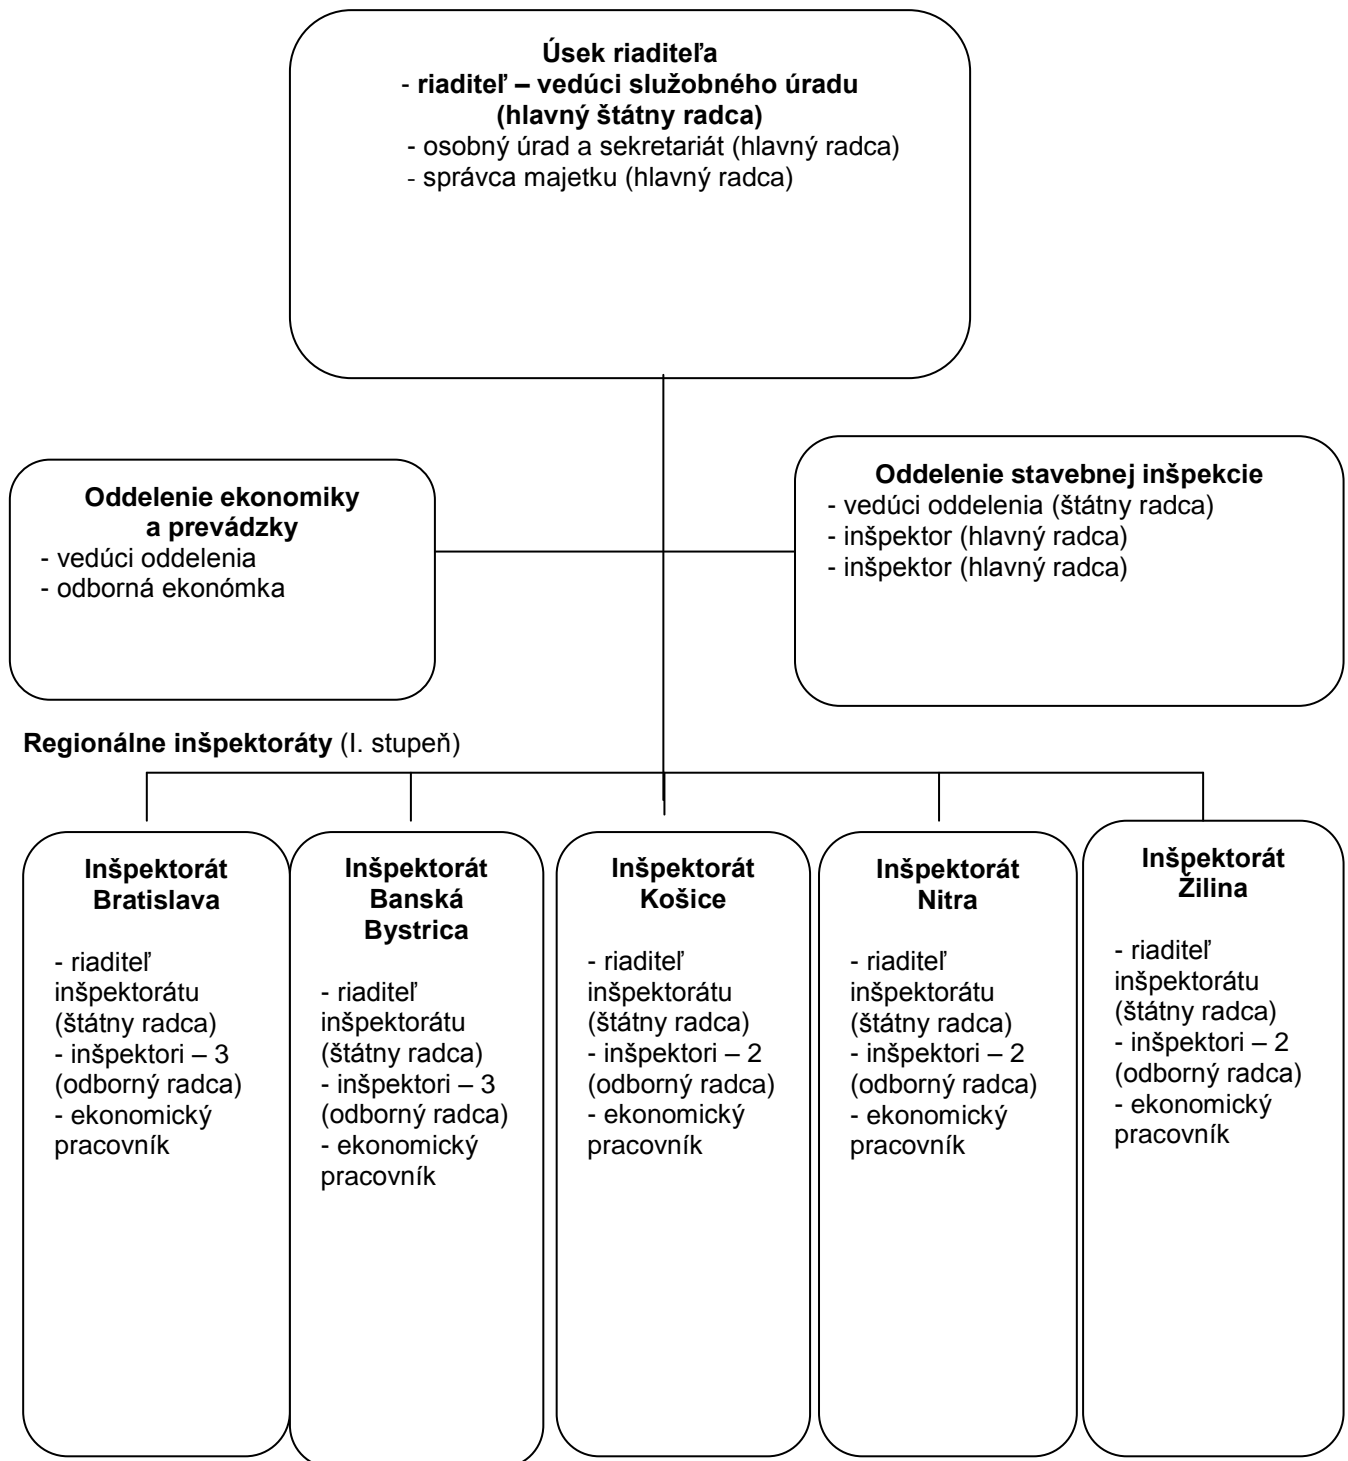 Úsek riaditeľa
- riaditeľ – vedúci služobného úradu
(hlavný štátny radca)
- osobný úrad a sekretariát (hlavný radca)
- správca majetku (hlavný radca)
Oddelenie ekonomiky
a prevádzky
- vedúci oddelenia
- odborná ekonómka
Oddelenie stavebnej inšpekcie
- vedúci oddelenia (štátny radca)
- inšpektor (hlavný radca)
- inšpektor (hlavný radca)
Regionálne inšpektoráty (I. stupeň)
Inšpektorát
Bratislava
- riaditeľ
inšpektorátu
(štátny radca)
- inšpektori – 3
(odborný radca)
- ekonomický
pracovník
Inšpektorát
Banská
Bystrica
- riaditeľ
inšpektorátu
(štátny radca)
- inšpektori – 3
(odborný radca)
- ekonomický
pracovník
Inšpektorát
Košice
- riaditeľ
inšpektorátu
(štátny radca)
- inšpektori – 2
(odborný radca)
- ekonomický
pracovník
Inšpektorát
Nitra
- riaditeľ
inšpektorátu
(štátny radca)
- inšpektori – 2
(odborný radca)
- ekonomický
pracovník
Inšpektorát
Žilina
- riaditeľ
inšpektorátu
(štátny radca)
- inšpektori – 2
(odborný radca)
- ekonomický
pracovník